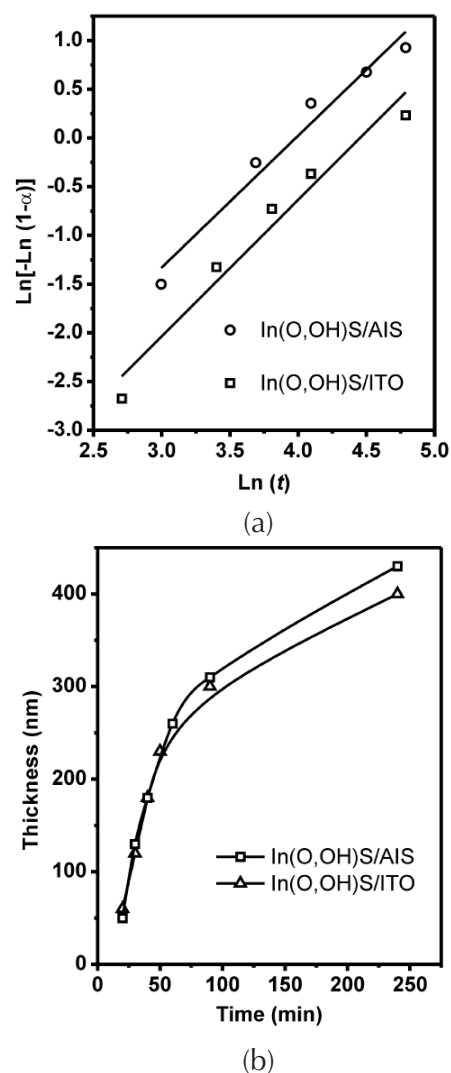 1.0
0.5
0.0
-0.5
-1.0
-1.5
-2.0
-2.5
-3.0
Ln[-Ln (1-α)]
In(O,OH)S/AIS
In(O,OH)S/ITO
2.5 3.0 3.5 4.0 4.5 5.0
Ln (t)
(a)
400
300
200
100
0
Thickness (nm)
In(O,OH)S/AIS
In(O,OH)S/ITO
0 50 100 150 200 250
Time (min)
(b)